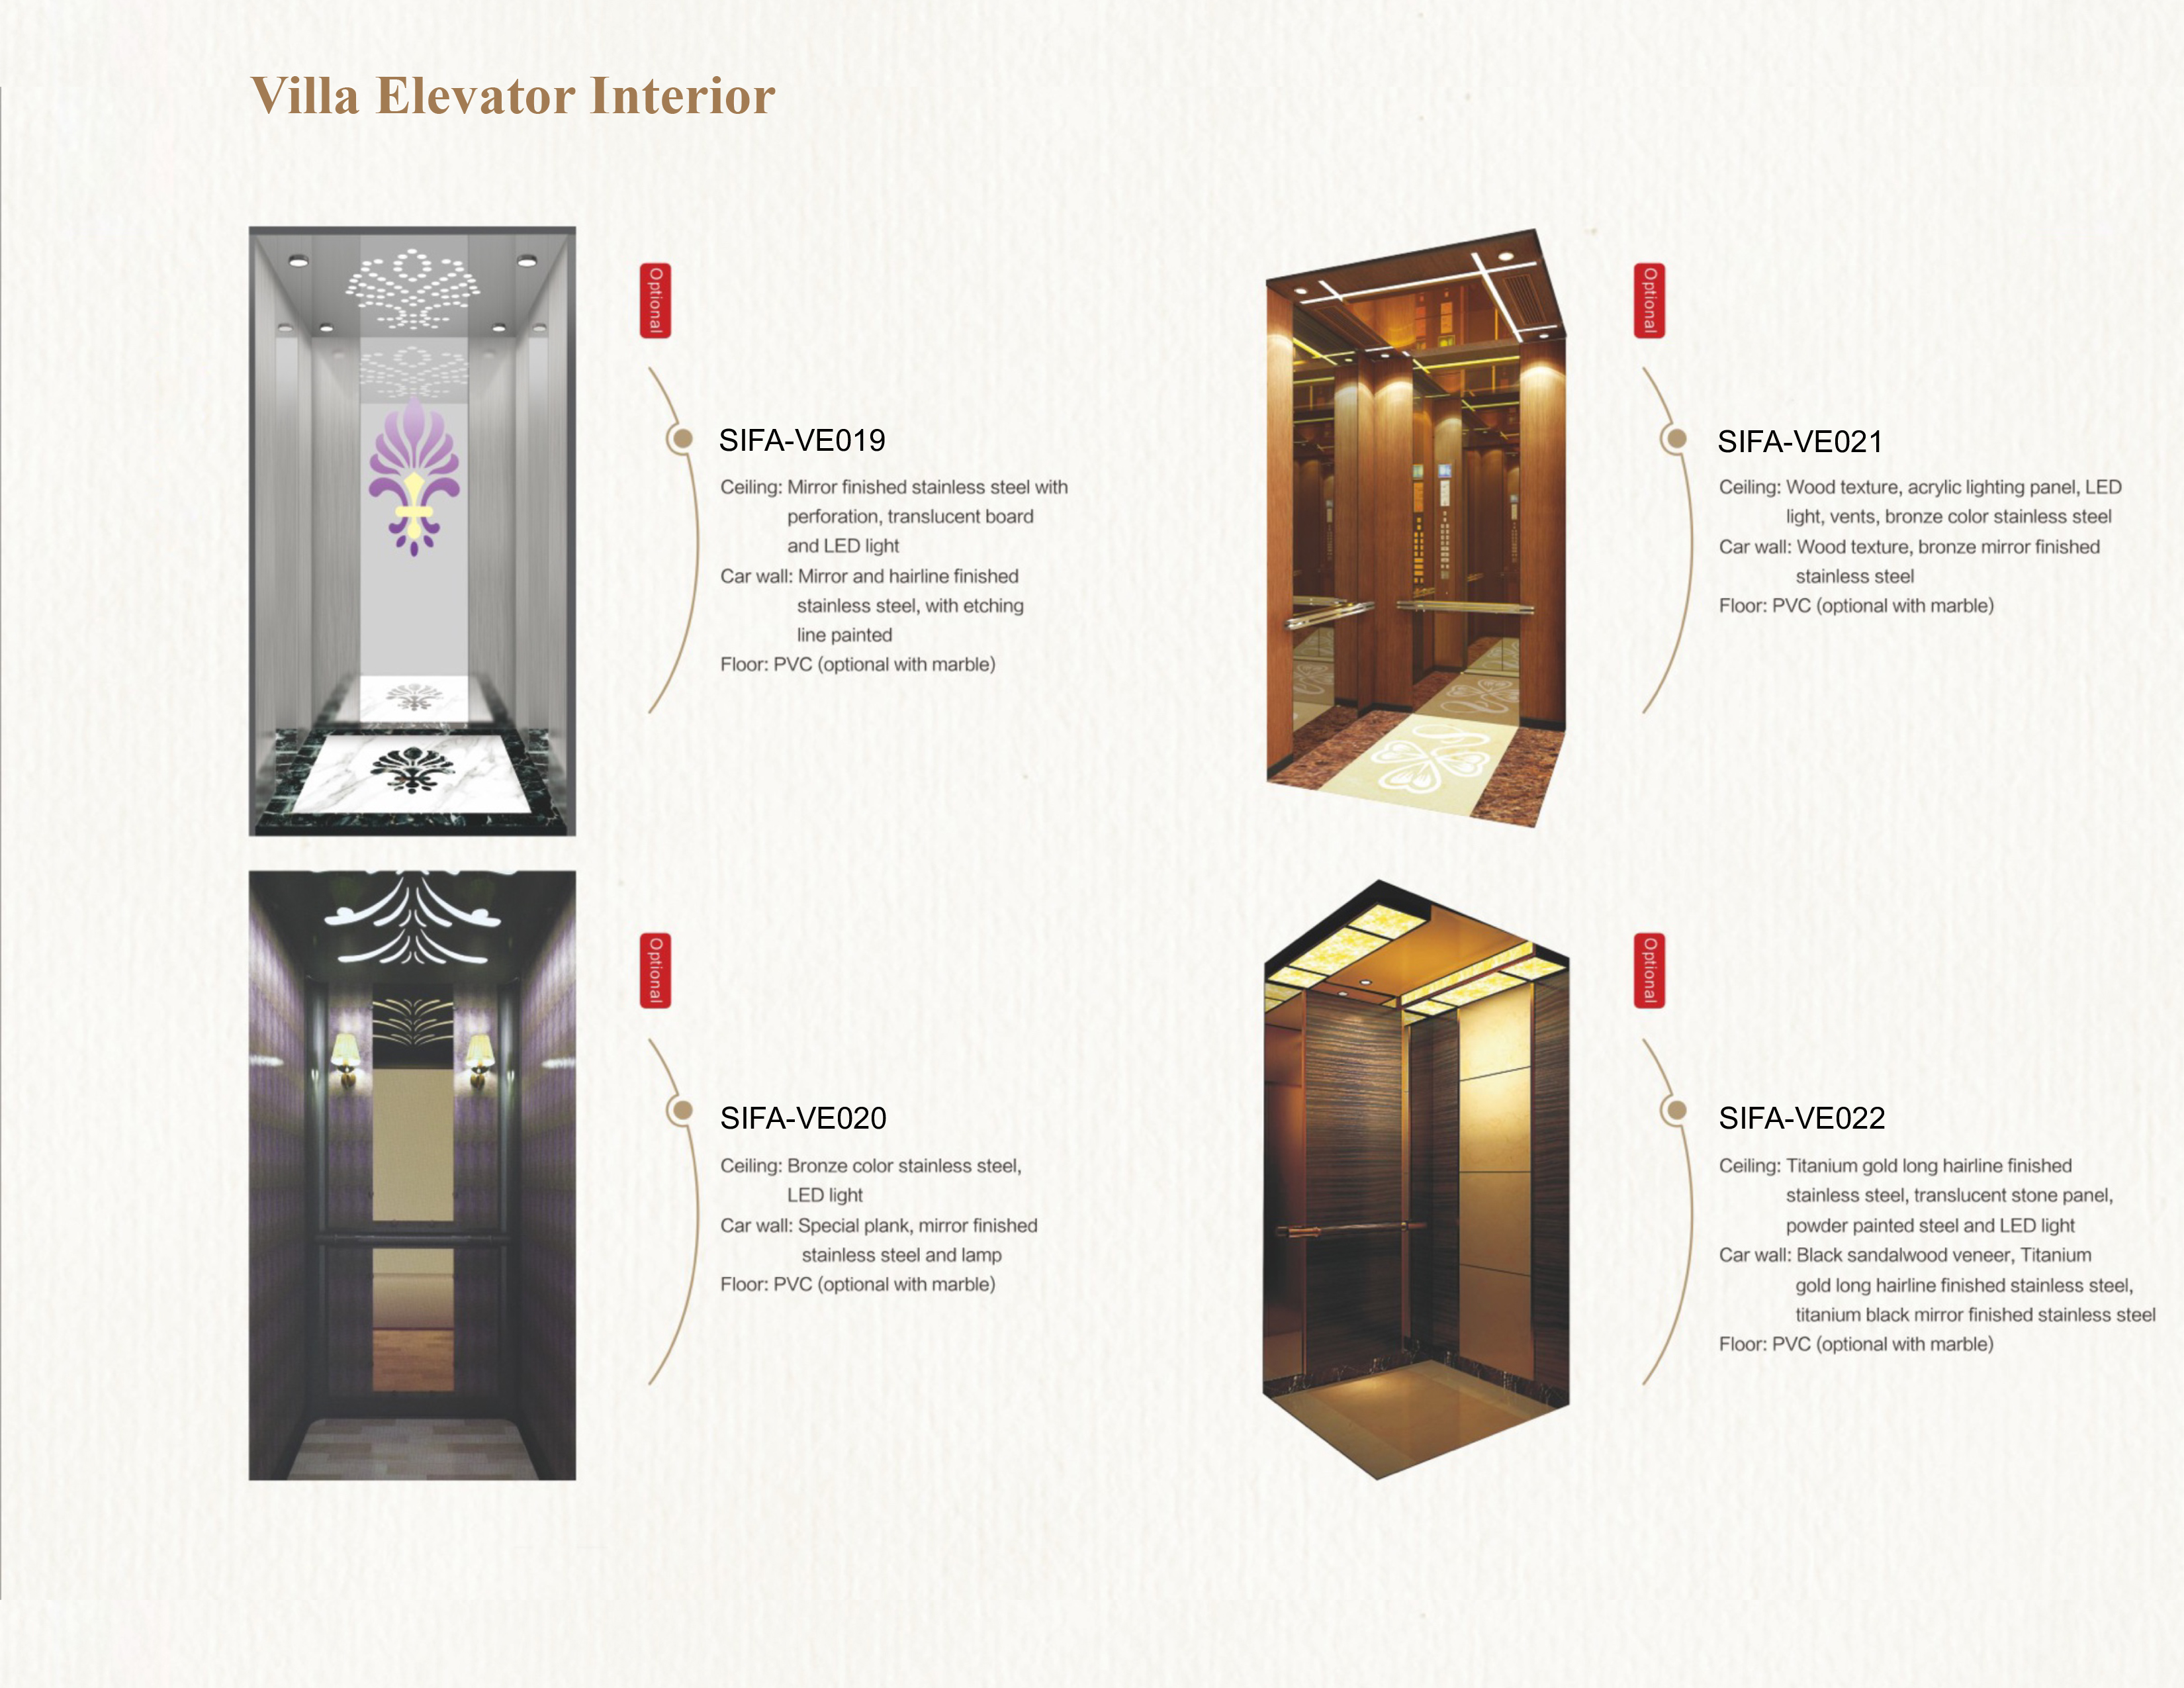 Villa Elevator Interior
Optional
SIFA-VE019
Ceiling: Mirror finished stainless steel with
perforation, translucent board
and LED light
Car wall: Mirror and hairline finished
stainless steel, with etching
line painted
Floor: PVC (optional with marble)
Optional
SIFA-VE021
Ceiling: Wood texture, acrylic lighting panel, LED
light, vents, bronze color stainless steel
Car wall: Wood texture, bronze mirror finished
stainless steel
Floor: PVC (optional with marble)
Optional
SIFA-VE020
Ceiling: Bronze color stainless steel,
LED light
Car wall: Special plank, mirror finished
stainless steel and lamp
Floor: PVC (optional with marble)
Optional
SIFA-VE022
Ceiling: Titanium gold long hairline finished
stainless steel, translucent stone panel,
powder painted steel and LED light
Car wall: Black sandalwood veneer, Titanium
gold long hairline finished stainless steel,
titanium black mirror finished stainless steel
Floor: PVC (optional with marble)